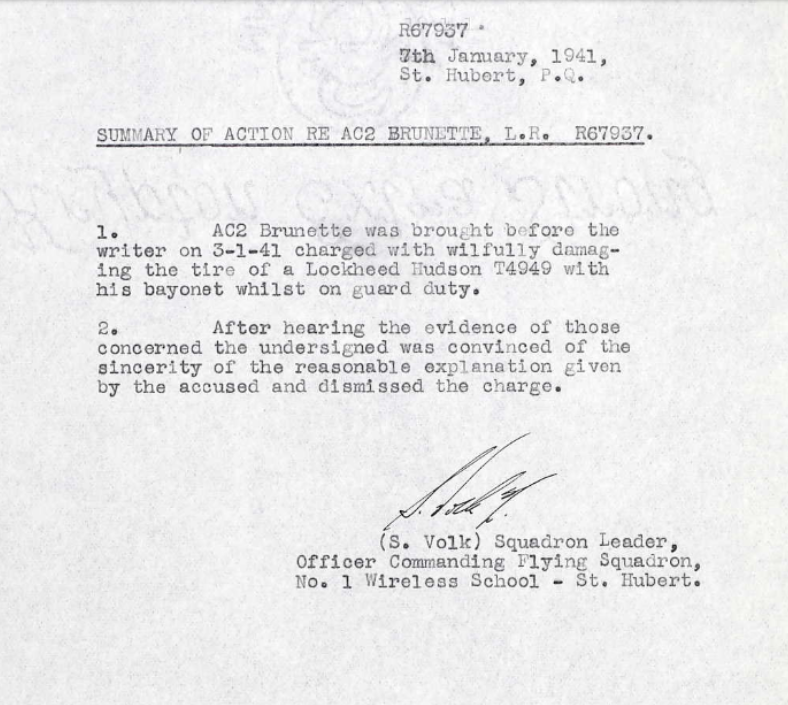 R67937
7th January, 1941,
St. Hubert, P.Q.
SUMMARY OF ACTION RE AC2 BRUNETTE, L.R. R67937.
1. AC2 Brunette was brought before the
writer on 3-1-41 charged with wilfully damag-
ing the tire of a Lockheed Hudson T4949 with
his bayonet whilst on guard duty.
2. After hearing the evidence of those
concerned the undersigned was convinced of the
sincerity of the reasonable explanation given
by the accused and dismissed the charge.
S. Volk
(S. Volk) Squadron Leader,
Officer Commanding Flying Squadron,
No. 1 Wireless School - St. Hubert.